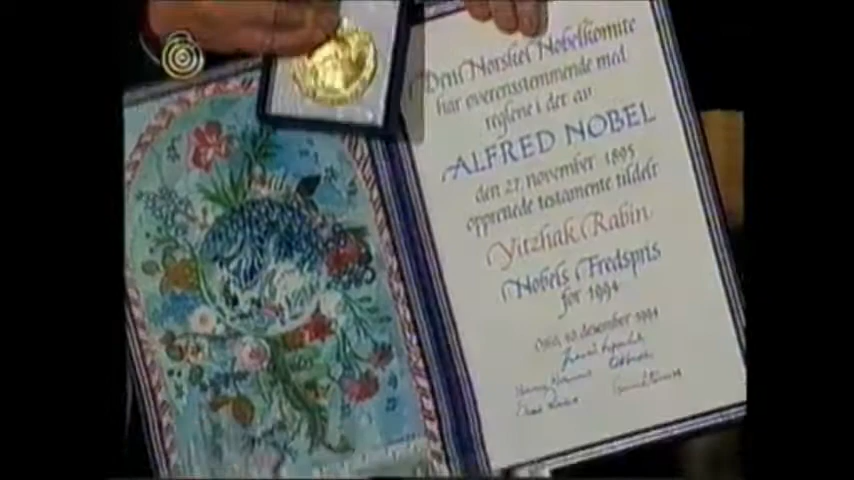 Den Norske Nobelkomite
har overensstemmende med
reglene i det av
ALFRED NOBEL
den 27. november 1895
opprettede testamente tildelt
Yitzhak Rabin
Nobels Fredspris
for 1994
Oslo, 10. desember 1994